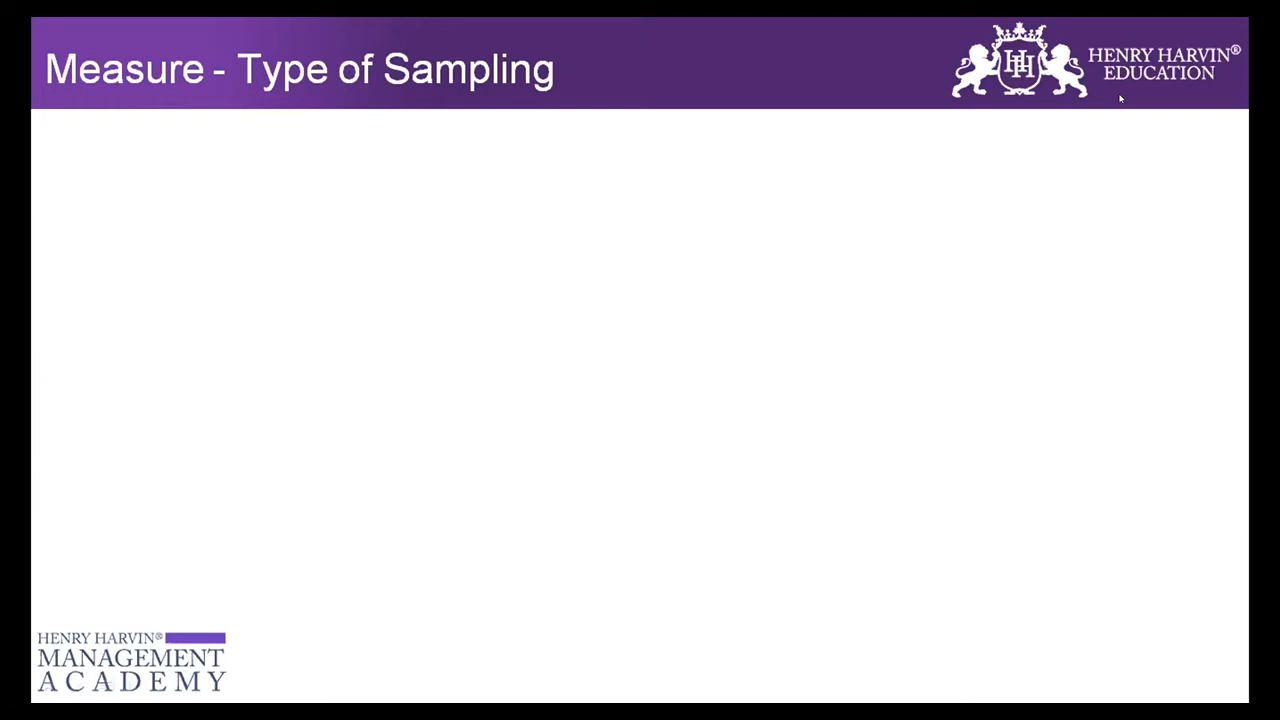 Measure - Type of Sampling
HENRY HARVIN®
EDUCATION
HENRY HARVIN®
MANAGEMENT
ACADEMY